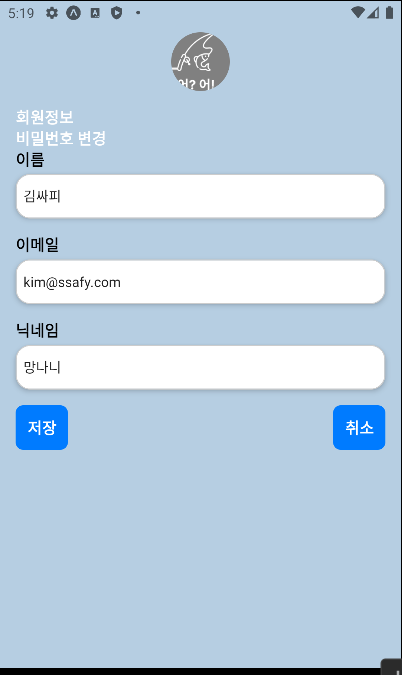 5:19
어? 어!
회원정보
비밀번호 변경
이름
김싸피
이메일
kim@ssafy.com
닉네임
망나니
저장
취소